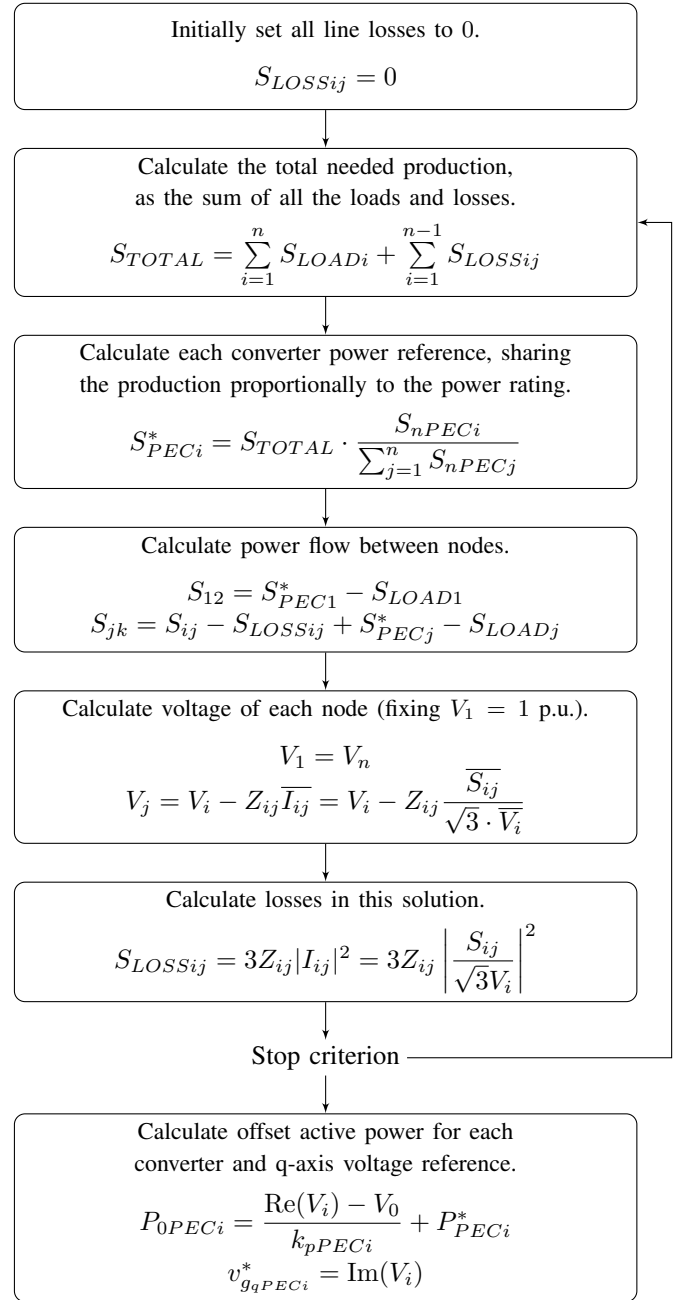 Initially set all line losses to 0.
$S_{LOSSij} = 0$
Calculate the total needed production,
as the sum of all the loads and losses.
$S_{TOTAL} = \sum_{i=1}^{n} S_{LOADi} + \sum_{i=1}^{n-1} S_{LOSSij}$
Calculate each converter power reference, sharing
the production proportionally to the power rating.
$S^*_{PECi} = S_{TOTAL} \cdot \frac{S_{nPECi}}{\sum_{j=1}^{n} S_{nPECj}}$
Calculate power flow between nodes.
$S_{12} = S^*_{PEC1} - S_{LOAD1}$
$S_{jk} = S_{ij} - S_{LOSSij} + S^*_{PECj} - S_{LOADj}$
Calculate voltage of each node (fixing $V_1 = 1$ p.u.).
$V_1 = V_n$
$V_j = V_i - Z_{ij}\overline{I_{ij}} = V_i - Z_{ij}\frac{\overline{S_{ij}}}{\sqrt{3} \cdot \overline{V_i}}$
Calculate losses in this solution.
$S_{LOSSij} = 3Z_{ij}|I_{ij}|^2 = 3Z_{ij}\left|\frac{S_{ij}}{\sqrt{3}V_i}\right|^2$
Stop criterion
Calculate offset active power for each
converter and q-axis voltage reference.
$P_{0PECi} = \frac{\mathrm{Re}(V_i) - V_0}{k_{pPECi}} + P^*_{PECi}$
$v^*_{g_{qPECi}} = \mathrm{Im}(V_i)$